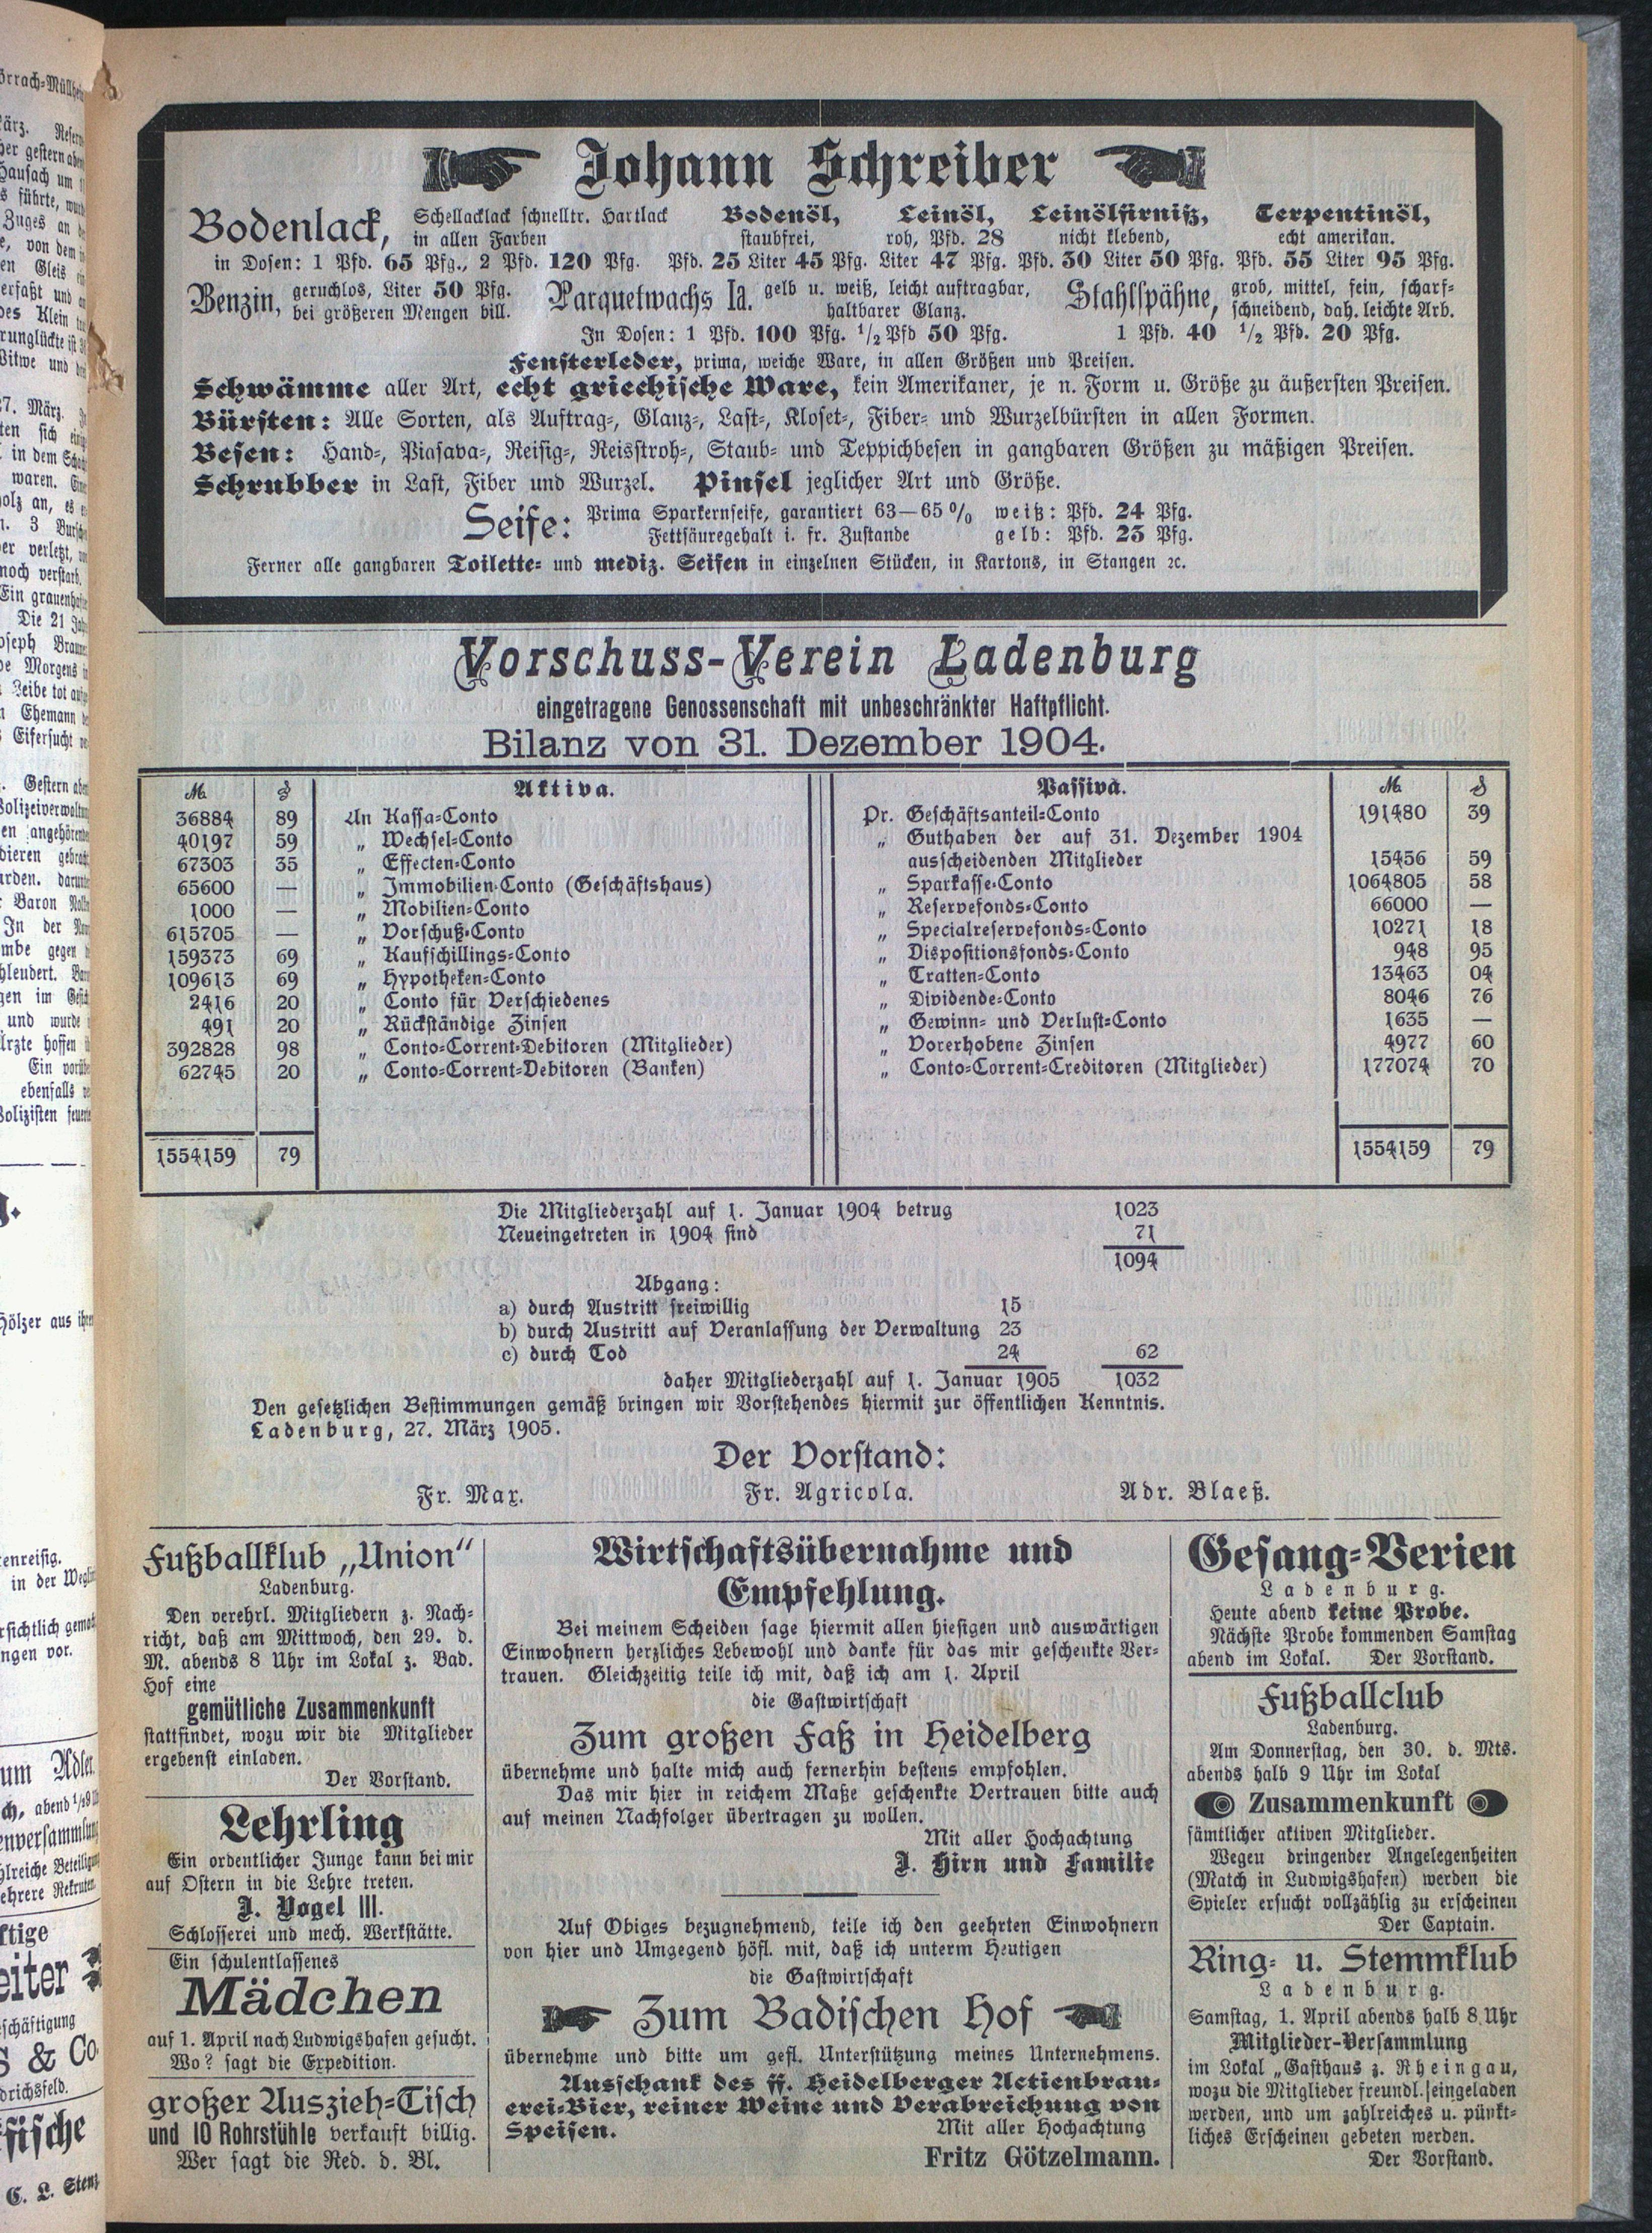 Johann Schreiber
Bodenlack, Schellacklack schnelltr. Hartlack in allen Farben
in Dosen: 1 Pfd. 65 Pfg., 2 Pfd. 120 Pfg.
Bodenöl, staubfrei,
Pfd. 25 Liter 45 Pfg.
Leinöl, roh, Pfd. 28
Liter 47 Pfg.
Leinölfirniß, nicht klebend,
Pfd. 30 Liter 50 Pfg.
Terpentinöl, echt amerikan.
Pfd. 55 Liter 95 Pfg.
Benzin, geruchlos, Liter 50 Pfg.
bei größeren Mengen bill.
Parquetwachs Ia. gelb u. weiß, leicht auftragbar,
haltbarer Glanz.
In Dosen: 1 Pfd. 100 Pfg. 1/2 Pfd 50 Pfg.
Stahlspähne, grob, mittel, fein, scharf-
schneidend, dah. leichte Arb.
1 Pfd. 40 1/2 Pfd. 20 Pfg.
Fensterleder, prima, weiche Ware, in allen Größen und Preisen.
Schwämme aller Art, echt griechische Ware, kein Amerikaner, je n. Form u. Größe zu äußersten Preisen.
Bürsten: Alle Sorten, als Auftrag-, Glanz-, Last-, Kloset-, Fiber- und Wurzelbürsten in allen Formen.
Besen: Hand-, Piasava-, Reisig-, Reisstroh-, Staub- und Teppichbesen in gangbaren Größen zu mäßigen Preisen.
Schrubber in Last, Fiber und Wurzel. Pinsel jeglicher Art und Größe.
Seife: Prima Sparkernseife, garantiert 63—65 % weiß: Pfd. 24 Pfg.
Fettsäuregehalt i. fr. Zustande gelb: Pfd. 23 Pfg.
Ferner alle gangbaren Toilette- und mediz. Seifen in einzelnen Stücken, in Kartons, in Stangen ꝛc.
Vorschuss-Verein Ladenburg
eingetragene Genossenschaft mit unbeschränkter Haftpflicht.
Bilanz von 31. Dezember 1904.
M. ₰ Aktiva.
36884 89 An Kassa-Conto
40197 59 „ Wechsel-Conto
67303 35 „ Effecten-Conto
65600 — „ Immobilien-Conto (Geschäftshaus)
1000 — „ Mobilien-Conto
615705 — „ Vorschuß-Conto
159373 69 „ Kaufschillings-Conto
109613 69 „ Hypotheken-Conto
2416 20 „ Conto für Verschiedenes
491 20 „ Rückständige Zinsen
392828 98 „ Conto-Corrent-Debitoren (Mitglieder)
62745 20 „ Conto-Corrent-Debitoren (Banken)
1554159 79
Passiva. M. ₰
Pr. Geschäftsanteil-Conto 191480 39
„ Guthaben der auf 31. Dezember 1904
ausscheidenden Mitglieder 15456 59
„ Sparkasse-Conto 1064805 58
„ Reservefonds-Conto 66000 —
„ Specialreservefonds-Conto 10271 18
„ Dispositionsfonds-Conto 948 95
„ Tratten-Conto 13463 04
„ Dividende-Conto 8046 76
„ Gewinn- und Verlust-Conto 1635 —
„ Vorerhobene Zinsen 4977 60
„ Conto-Corrent-Creditoren (Mitglieder) 177074 70
1554159 79
Die Mitgliederzahl auf 1. Januar 1904 betrug 1023
Neueingetreten in 1904 sind 71
1094
Abgang:
a) durch Austritt freiwillig 15
b) durch Austritt auf Veranlassung der Verwaltung 23
c) durch Tod 24 62
daher Mitgliederzahl auf 1. Januar 1905 1032
Den gesetzlichen Bestimmungen gemäß bringen wir Vorstehendes hiermit zur öffentlichen Kenntnis.
Ladenburg, 27. März 1905.
Der Vorstand:
Fr. Max. Fr. Agricola. Adr. Blaeß.
Fußballklub „Union“
Ladenburg.
Den verehrl. Mitgliedern z. Nach-
richt, daß am Mittwoch, den 29. d.
M. abends 8 Uhr im Lokal z. Bad.
Hof eine
gemütliche Zusammenkunft
stattfindet, wozu wir die Mitglieder
ergebenst einladen.
Der Vorstand.
Lehrling
Ein ordentlicher Junge kann bei mir
auf Ostern in die Lehre treten.
J. Vogel III.
Schlosserei und mech. Werkstätte.
Ein schulentlassenes
Mädchen
auf 1. April nach Ludwigshafen gesucht.
Wo? sagt die Expedition.
großer Auszieh-Tisch
und 10 Rohrstühle verkauft billig.
Wer sagt die Red. d. Bl.
Wirtschaftsübernahme und
Empfehlung.
Bei meinem Scheiden sage hiermit allen hiesigen und auswärtigen
Einwohnern herzliches Lebewohl und danke für das mir geschenkte Ver-
trauen. Gleichzeitig teile ich mit, daß ich am 1. April
die Gastwirtschaft
Zum großen Faß in Heidelberg
übernehme und halte mich auch fernerhin bestens empfohlen.
Das mir hier in reichem Maße geschenkte Vertrauen bitte auch
auf meinen Nachfolger übertragen zu wollen.
Mit aller Hochachtung
J. Hirn und Familie
Auf Obiges bezugnehmend, teile ich den geehrten Einwohnern
von hier und Umgegend höfl. mit, daß ich unterm Heutigen
die Gastwirtschaft
Zum Badischen Hof
übernehme und bitte um gefl. Unterstützung meines Unternehmens.
Ausschank des ff. Heidelberger Actienbrau-
erei-Bier, reiner Weine und Verabreichung von
Speisen. Mit aller Hochachtung
Fritz Götzelmann.
Gesang-Verien
Ladenburg.
Heute abend keine Probe.
Nächste Probe kommenden Samstag
abend im Lokal. Der Vorstand.
Fußballclub
Ladenburg.
Am Donnerstag, den 30. d. Mts.
abends halb 9 Uhr im Lokal
Zusammenkunft
sämtlicher aktiven Mitglieder.
Wegen dringender Angelegenheiten
(Match in Ludwigshafen) werden die
Spieler ersucht vollzählig zu erscheinen
Der Captain.
Ring- u. Stemmklub
Ladenburg.
Samstag, 1. April abends halb 8 Uhr
Mitglieder-Versammlung
im Lokal „Gasthaus z. Rheingau,
wozu die Mitglieder freundl. eingeladen
werden, und um zahlreiches u. pünkt-
liches Erscheinen gebeten werden.
Der Vorstand.